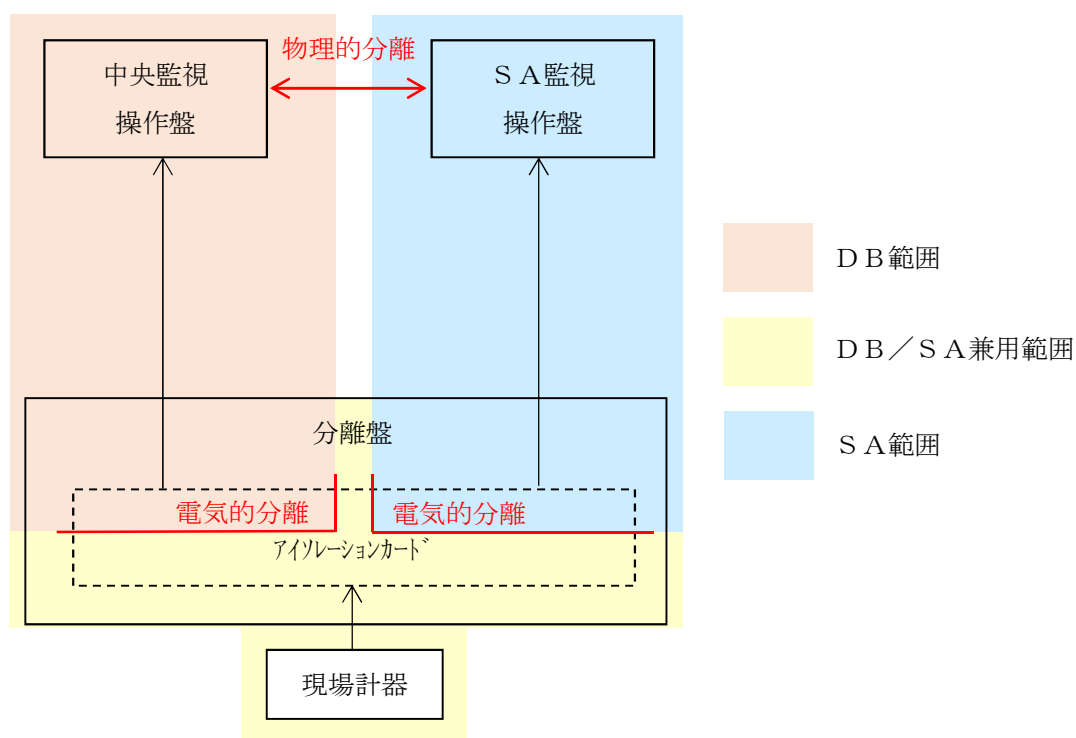 物理的分離
中央監視
操作盤
ＳＡ監視
操作盤
ＤＢ範囲
ＤＢ／ＳＡ兼用範囲
ＳＡ範囲
分離盤
電気的分離
電気的分離
ｱｲｿﾚｰｼｮﾝｶｰﾄﾞ
現場計器